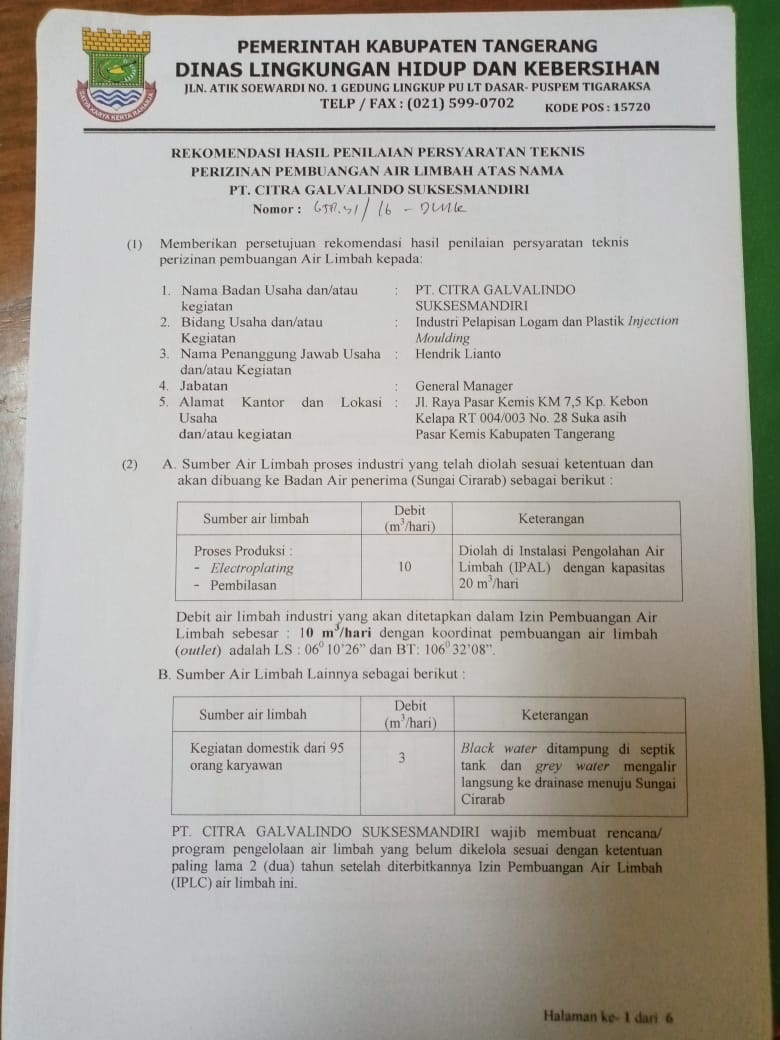 PEMERINTAH KABUPATEN TANGERANG
DINAS LINGKUNGAN HIDUP DAN KEBERSIHAN
JLN. ATIK SOEWARDI NO. 1 GEDUNG LINGKUP PU LT DASAR- PUSPEM TIGARAKSA
TELP / FAX : (021) 599-0702 KODE POS : 15720
SATYA KARYA KERTA RAHARJA
REKOMENDASI HASIL PENILAIAN PERSYARATAN TEKNIS
PERIZINAN PEMBUANGAN AIR LIMBAH ATAS NAMA
PT. CITRA GALVALINDO SUKSESMANDIRI
Nomor :
(1) Memberikan persetujuan rekomendasi hasil penilaian persyaratan teknis
perizinan pembuangan Air Limbah kepada:
1. Nama Badan Usaha dan/atau : PT. CITRA GALVALINDO
kegiatan SUKSESMANDIRI
2. Bidang Usaha dan/atau : Industri Pelapisan Logam dan Plastik Injection
Kegiatan Moulding
3. Nama Penanggung Jawab Usaha : Hendrik Lianto
dan/atau Kegiatan
4. Jabatan : General Manager
5. Alamat Kantor dan Lokasi : Jl. Raya Pasar Kemis KM 7,5 Kp. Kebon
Usaha Kelapa RT 004/003 No. 28 Suka asih
dan/atau kegiatan Pasar Kemis Kabupaten Tangerang
(2) A. Sumber Air Limbah proses industri yang telah diolah sesuai ketentuan dan
akan dibuang ke Badan Air penerima (Sungai Cirarab) sebagai berikut :
Sumber air limbah Debit (m³/hari) Keterangan
Proses Produksi : Diolah di Instalasi Pengolahan Air
- Electroplating 10 Limbah (IPAL) dengan kapasitas
- Pembilasan 20 m³/hari
Debit air limbah industri yang akan ditetapkan dalam Izin Pembuangan Air
Limbah sebesar : 10 m³/hari dengan koordinat pembuangan air limbah
(outlet) adalah LS : 06⁰ 10'26" dan BT: 106⁰ 32'08".
B. Sumber Air Limbah Lainnya sebagai berikut :
Sumber air limbah Debit (m³/hari) Keterangan
Kegiatan domestik dari 95 3 Black water ditampung di septik
orang karyawan tank dan grey water mengalir
langsung ke drainase menuju Sungai
Cirarab
PT. CITRA GALVALINDO SUKSESMANDIRI wajib membuat rencana/
program pengelolaan air limbah yang belum dikelola sesuai dengan ketentuan
paling lama 2 (dua) tahun setelah diterbitkannya Izin Pembuangan Air Limbah
(IPLC) air limbah ini.
Halaman ke- 1 dari 6